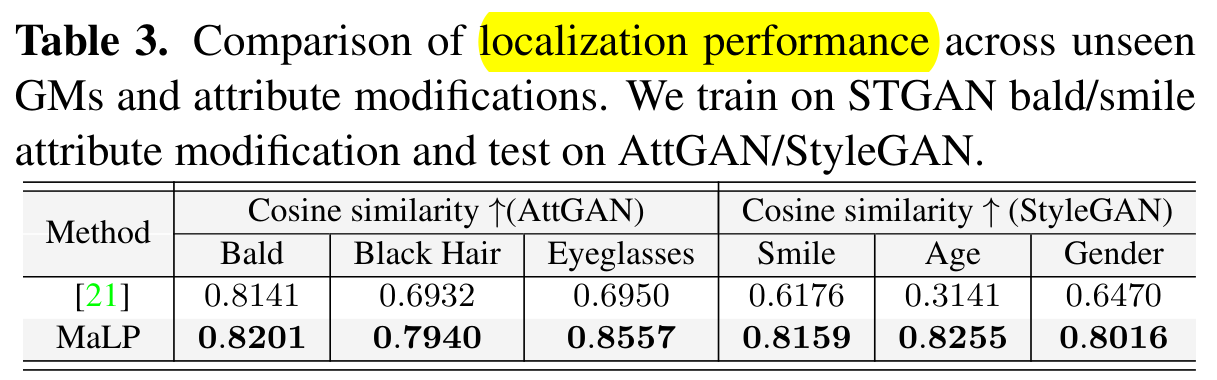 Table 3. Comparison of localization performance across unseen
GMs and attribute modifications. We train on STGAN bald/smile
attribute modification and test on AttGAN/StyleGAN.
Method Cosine similarity ↑(AttGAN) Cosine similarity ↑ (StyleGAN)
Bald Black Hair Eyeglasses Smile Age Gender
[21] 0.8141 0.6932 0.6950 0.6176 0.3141 0.6470
MaLP 0.8201 0.7940 0.8557 0.8159 0.8255 0.8016